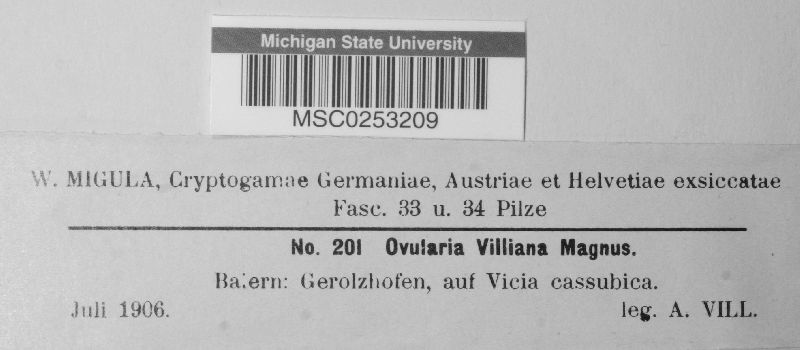 Michigan State University
MSC0253209
W. MIGULA, Cryptogamae Germaniae, Austriae et Helvetiae exsiccatae
Fasc. 33 u. 34 Pilze
No. 201 Ovularia Villiana Magnus.
Baiern: Gerolzhofen, auf Vicia cassubica.
Juli 1906. leg. A. VILL.